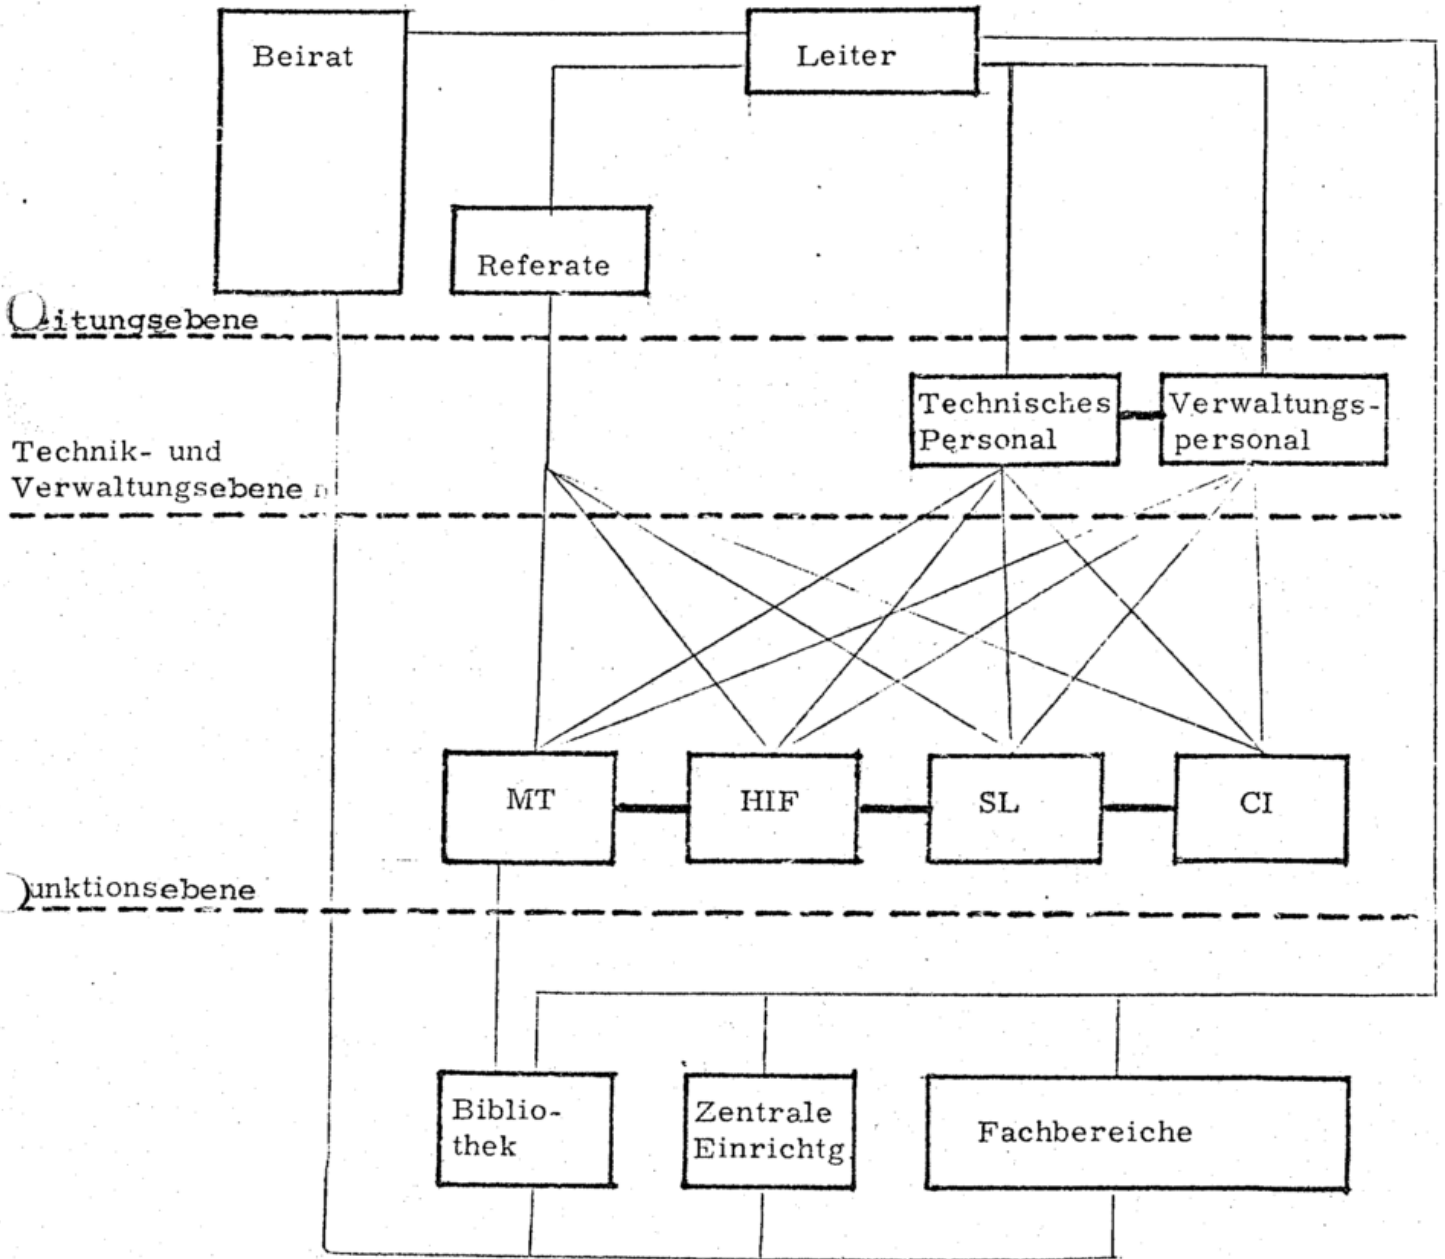 Beirat
Leiter
Referate
eitungsebene
Technisches
Personal
Verwaltungs-
personal
Technik- und
Verwaltungsebene n
MT
HIF
SL
CI
unktionsebene
Biblio-
thek
Zentrale
Einrichtg.
Fachbereiche